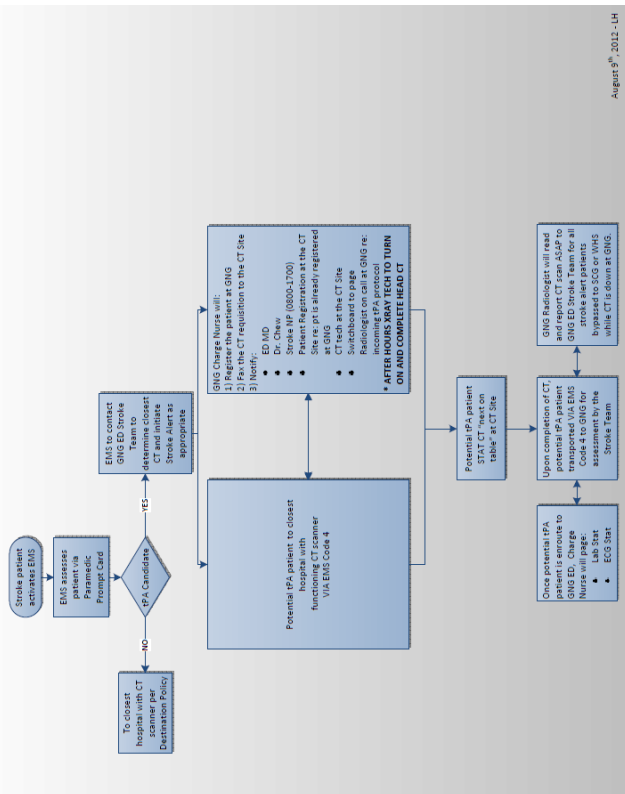 Stroke patient
activates EMS
EMS assesses
patient via
Paramedic
Prompt Card
tPA Candidate
NO
YES
To closest
hospital with CT
scanner per
Destination Policy
EMS to contact
GNG ED Stroke
Team to
determine closest
CT and initiate
Stroke Alert as
appropriate
Potential tPA patient to closest
hospital with
functioning CT scanner
VIA EMS Code 4
GNG Charge Nurse will:
1) Register the patient at GNG
2) Fax the CT requisition to the CT Site
3) Notify:
ED MD
Dr. Chew
Stroke NP (0800-1700)
Patient Registration at the CT
Site re: pt is already registered
at GNG
CT tech at the CT Site
Switchboard to page
Radiologist on call at GNG re:
incoming tPA protocol
* AFTER HOURS XRAY TECH TO TURN
ON AND COMPLETE HEAD CT
Potential tPA patient
STAT CT "next on
table" at CT Site
Once potential tPA
patient is enroute to
GNG ED, Charge
Nurse will page:
Lab Stat
ECG Stat
Upon completion of CT,
potential tPA patient
transported VIA EMS
Code 4 to GNG for
assessment by the
Stroke Team
GNG Radiologist will read
and report CT scan ASAP to
GNG ED Stroke Team for all
stroke alert patients
bypassed to SCG or WHS
while CT is down at GNG.
August 9th, 2012 - LH